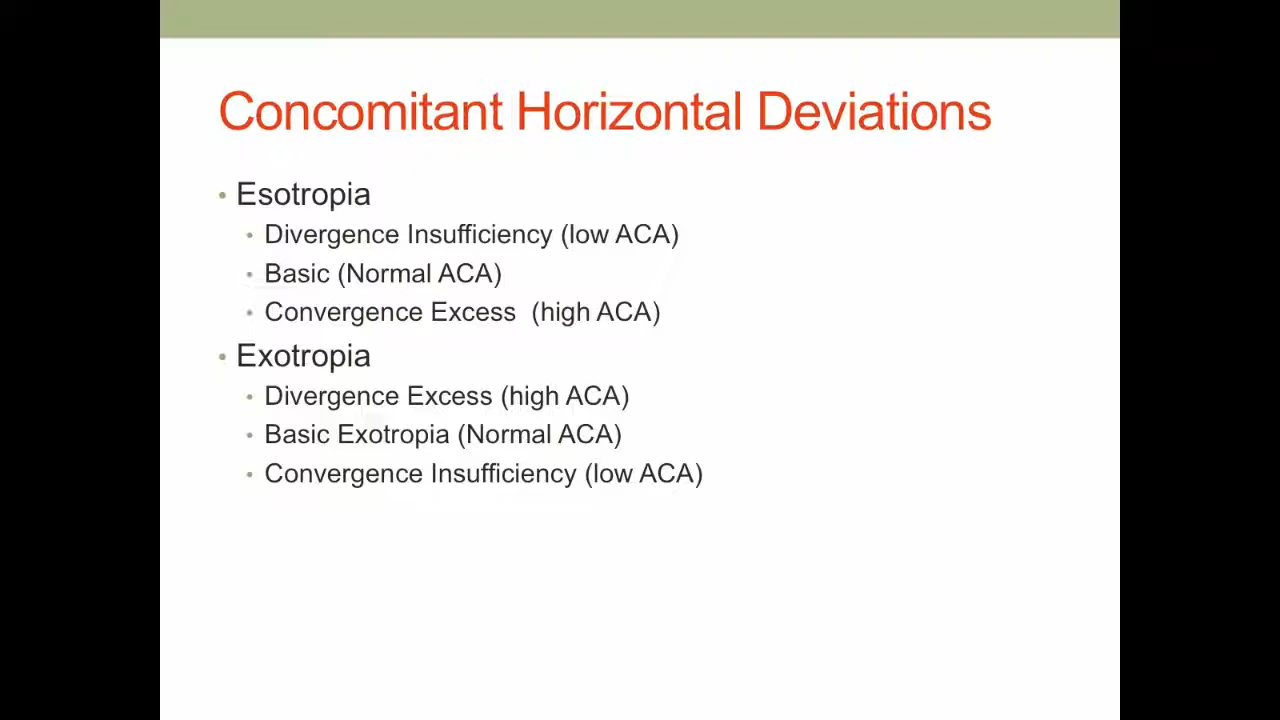 Concomitant Horizontal Deviations
• Esotropia
• Divergence Insufficiency (low ACA)
• Basic (Normal ACA)
• Convergence Excess  (high ACA)
• Exotropia
• Divergence Excess (high ACA)
• Basic Exotropia (Normal ACA)
• Convergence Insufficiency (low ACA)